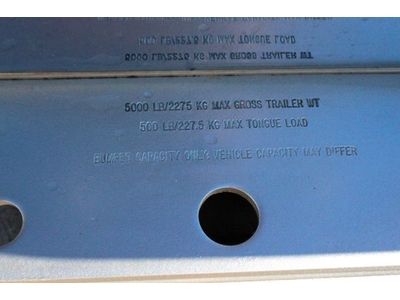 5000 LB/2275 KG MAX GROSS TRAILER WT
500 LB/227.5 KG MAX TONGUE LOAD
BUMPER CAPACITY ONLY VEHICLE CAPACITY MAY DIFFER